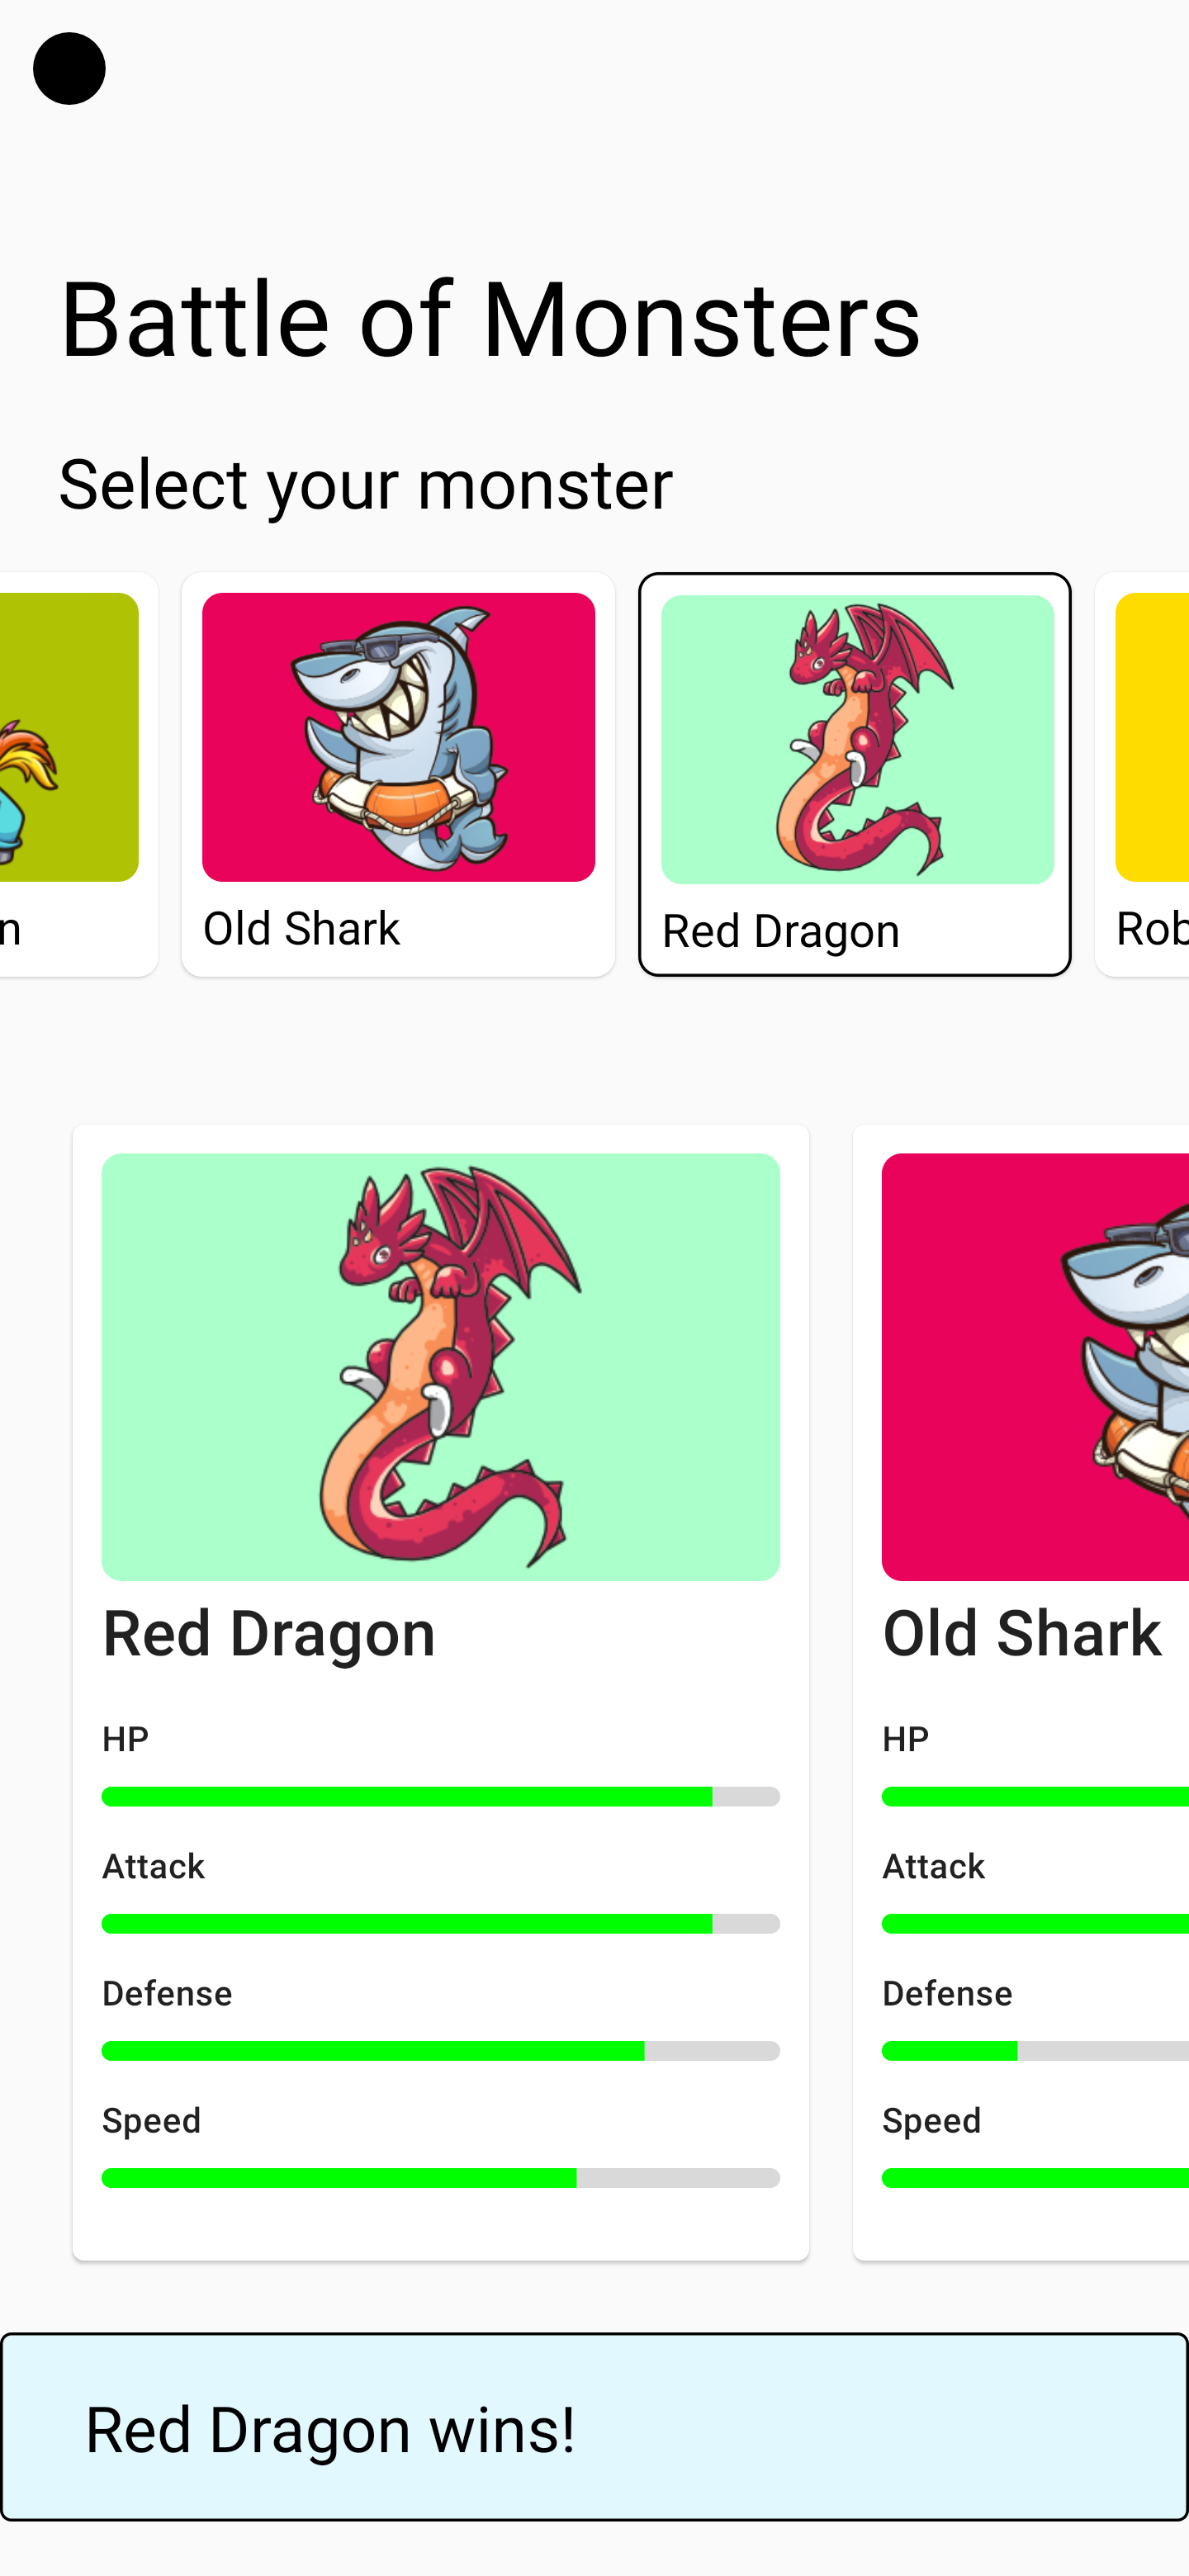 Battle of Monsters
Select your monster
n
Old Shark
Red Dragon
Rob
Red Dragon
Old Shark
HP
HP
Attack
Attack
Defense
Defense
Speed
Speed
Red Dragon wins!